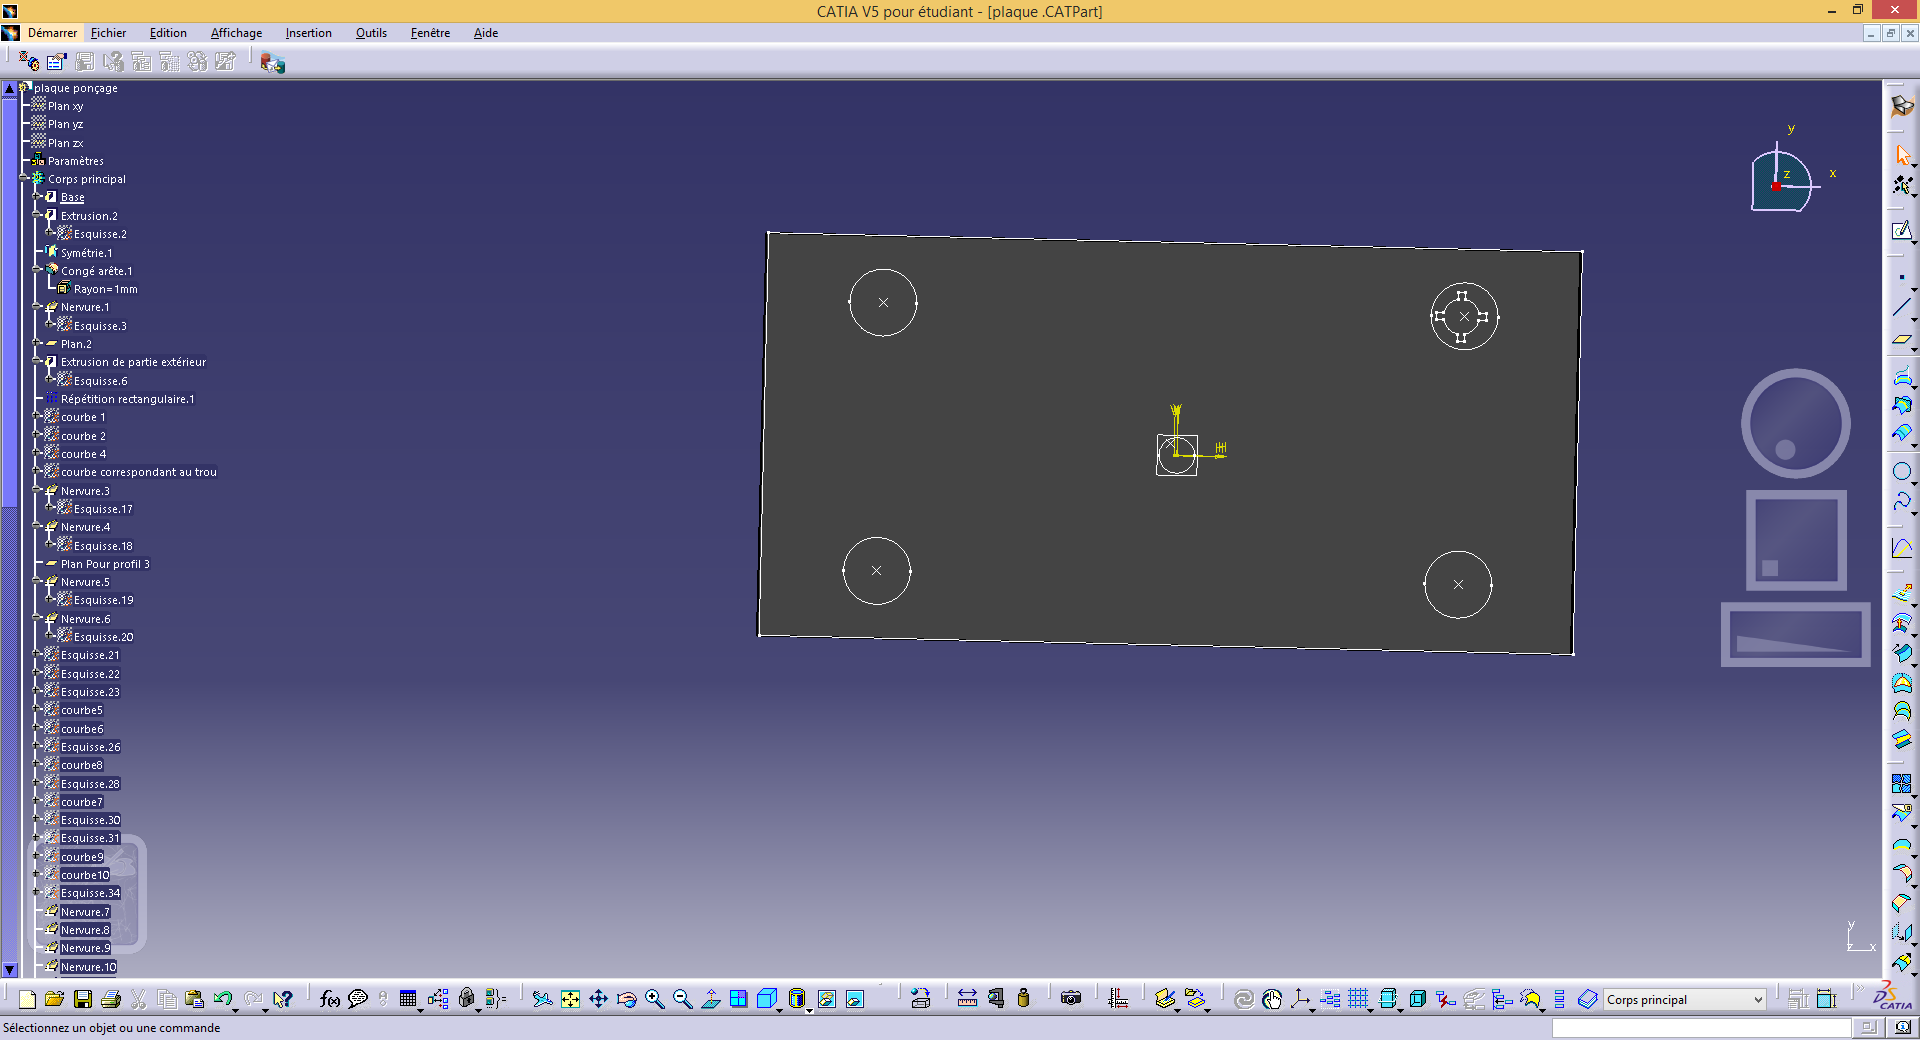 CATIA V5 pour étudiant - [plaque .CATPart]
Démarrer Fichier Edition Affichage Insertion Outils Fenêtre Aide
plaque ponçage
Plan xy
Plan yz
Plan zx
Paramètres
Corps principal
Base
Extrusion.2
Esquisse.2
Symétrie.1
Congé arête.1
Rayon=1mm
Nervure.1
Esquisse.3
Plan.2
Extrusion de partie extérieur
Esquisse.6
Répétition rectangulaire.1
courbe 1
courbe 2
courbe 4
courbe correspondant au trou
Nervure.3
Esquisse.17
Nervure.4
Esquisse.18
Plan Pour profil 3
Nervure.5
Esquisse.19
Nervure.6
Esquisse.20
Esquisse.21
Esquisse.22
Esquisse.23
courbe5
courbe6
Esquisse.26
courbe8
Esquisse.28
courbe7
Esquisse.30
Esquisse.31
courbe9
courbe10
Esquisse.34
Nervure.7
Nervure.8
Nervure.9
Nervure.10
y
z x
V
H
y
z x
f(x)
Corps principal
CATIA
Sélectionnez un objet ou une commande